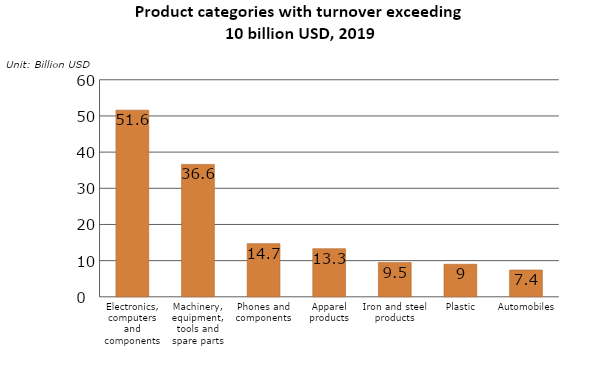 Product categories with turnover exceeding
10 billion USD, 2019
Unit: Billion USD
60
50
40
30
20
10
0
51.6
36.6
14.7
13.3
9.5
9
7.4
Electronics,
computers
and
components
Machinery,
equipment,
tools and
spare parts
Phones and
components
Apparel
products
Iron and steel
products
Plastic
Automobiles